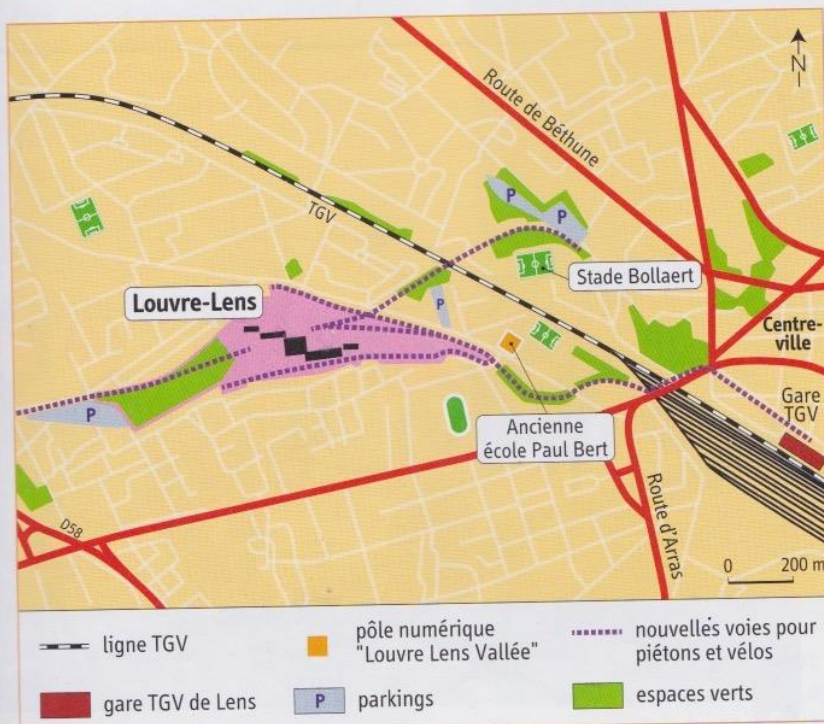 N
Route de Béthune
TGV
P
P
Stade Bollaert
Louvre-Lens
P
Centre-
ville
Gare
TGV
Ancienne
école Paul Bert
P
Route d'Arras
D58
0 200 m
ligne TGV
pôle numérique
"Louvre Lens Vallée"
nouvelles voies pour
piétons et vélos
gare TGV de Lens
P parkings
espaces verts